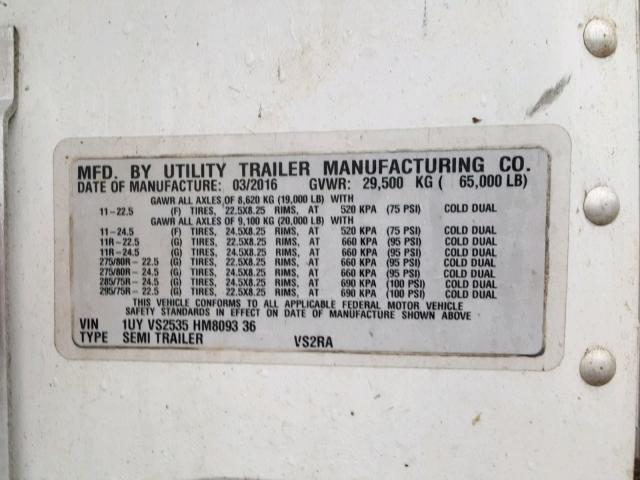 MFD. BY UTILITY TRAILER MANUFACTURING CO.
DATE OF MANUFACTURE: 03/2016 GVWR: 29,500 KG ( 65,000 LB)
GAWR ALL AXLES OF 8,620 KG (19,000 LB) WITH
11-22.5 (F) TIRES, 22.5X8.25 RIMS, AT 520 KPA (75 PSI) COLD DUAL
GAWR ALL AXLES OF 9,100 KG (20,000 LB) WITH
11-24.5 (F) TIRES, 24.5X8.25 RIMS, AT 520 KPA (75 PSI) COLD DUAL
11R-22.5 (G) TIRES, 22.5X8.25 RIMS, AT 660 KPA (95 PSI) COLD DUAL
11R-24.5 (G) TIRES, 24.5X8.25 RIMS, AT 660 KPA (95 PSI) COLD DUAL
275/80R-22.5 (G) TIRES, 22.5X8.25 RIMS, AT 660 KPA (95 PSI) COLD DUAL
275/80R-24.5 (G) TIRES, 24.5X8.25 RIMS, AT 660 KPA (95 PSI) COLD DUAL
285/75R-24.5 (G) TIRES, 24.5X8.25 RIMS, AT 690 KPA (100 PSI) COLD DUAL
295/75R-22.5 (G) TIRES, 22.5X8.25 RIMS, AT 690 KPA (100 PSI) COLD DUAL
THIS VEHICLE CONFORMS TO ALL APPLICABLE FEDERAL MOTOR VEHICLE
SAFETY STANDARDS IN EFFECT ON DATE OF MANUFACTURE SHOWN ABOVE
VIN 1UY VS2535 HM8093 36
TYPE SEMI TRAILER VS2RA